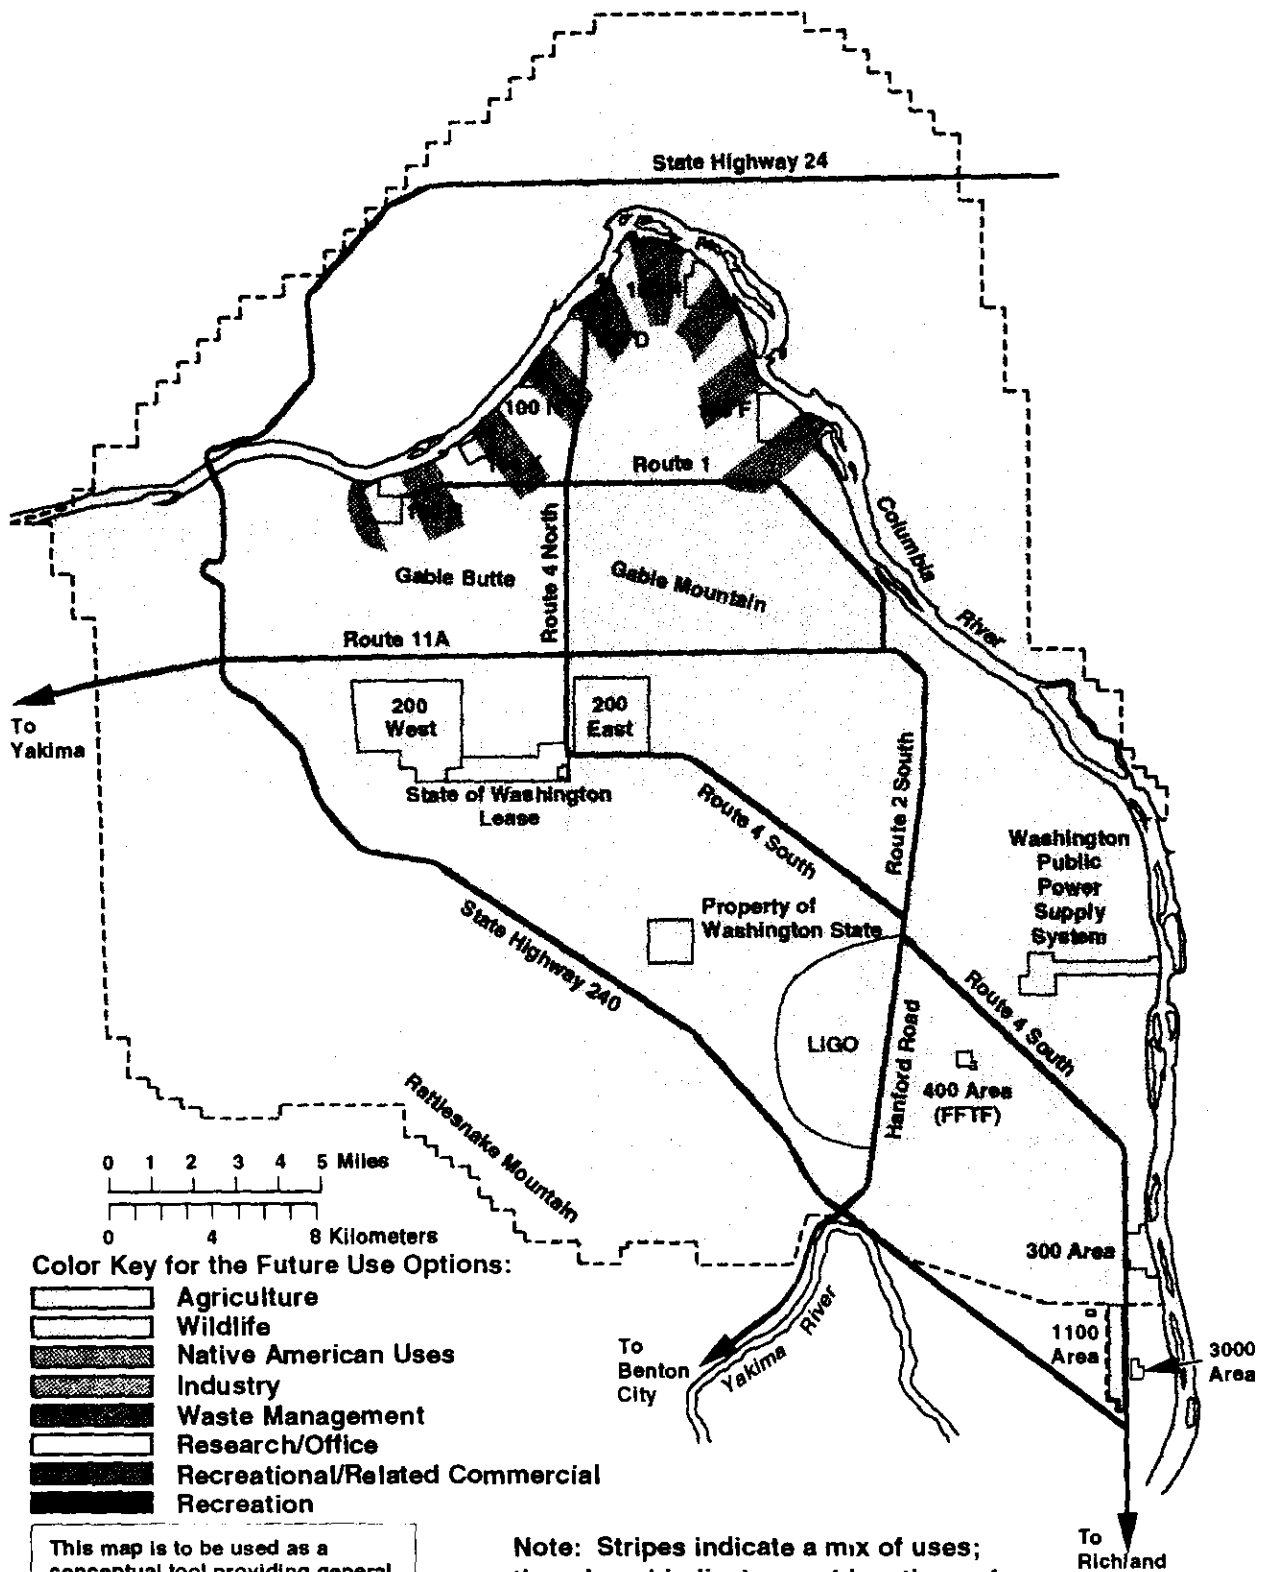 State Highway 24
D
100
F
Route 1
Columbia
River
Route 4 North
Gable Butte
Gable Mountain
Route 11A
To
Yakima
200
West
200
East
State of Washington
Lease
Route 4 South
Route 2 South
Washington
Public
Power
Supply
System
Property of
Washington State
State Highway 240
LIGO
Hanford Road
Route 4 South
400 Area
(FFTF)
Rattlesnake Mountain
0 1 2 3 4 5 Miles
0 4 8 Kilometers
300 Area
Color Key for the Future Use Options:
Agriculture
Wildlife
Native American Uses
Industry
Waste Management
Research/Office
Recreational/Related Commercial
Recreation
To
Benton
City
Yakima River
1100
Area
3000
Area
To
Richland
This map is to be used as a
conceptual tool providing general
Note: Stripes indicate a mix of uses;